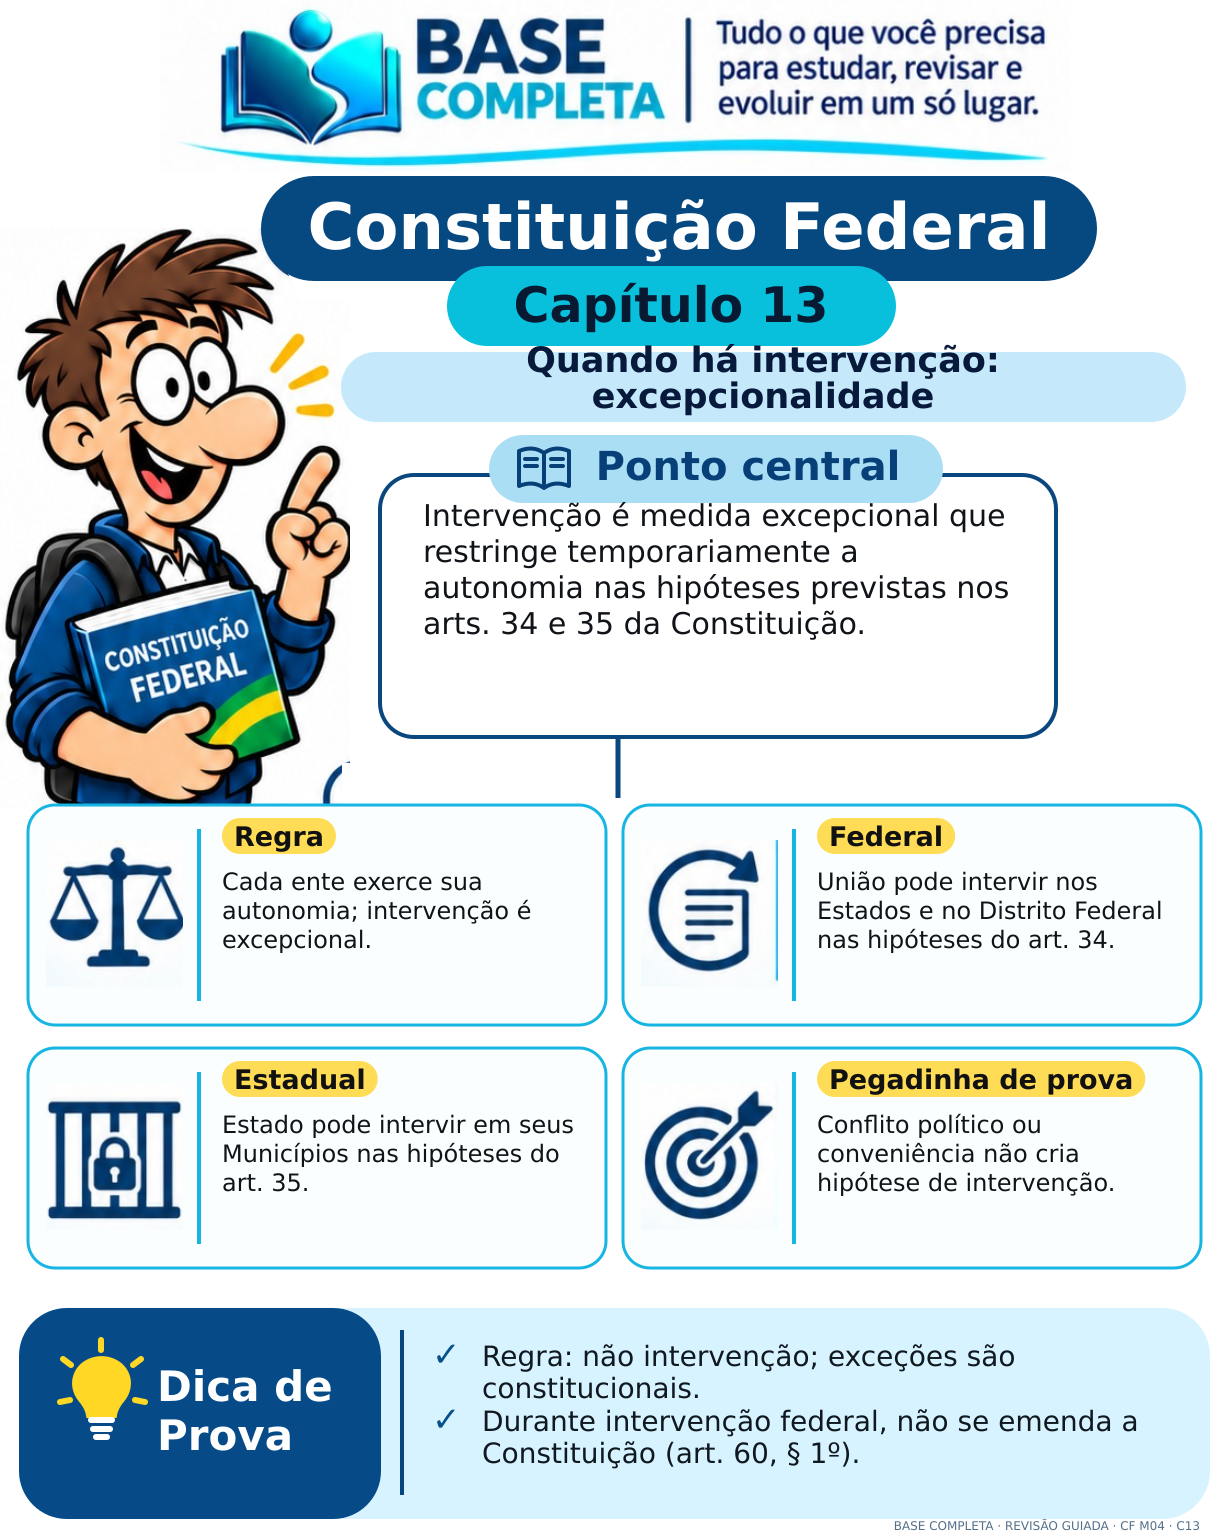 BASE
COMPLETA
Tudo o que você precisa
para estudar, revisar e
evoluir em um só lugar.
Constituição Federal
Capítulo 13
Quando há intervenção:
excepcionalidade
Ponto central
Intervenção é medida excepcional que
restringe temporariamente a
autonomia nas hipóteses previstas nos
arts. 34 e 35 da Constituição.
CONSTITUIÇÃO
FEDERAL
Regra
Cada ente exerce sua
autonomia; intervenção é
excepcional.
Federal
União pode intervir nos
Estados e no Distrito Federal
nas hipóteses do art. 34.
Estadual
Estado pode intervir em seus
Municípios nas hipóteses do
art. 35.
Pegadinha de prova
Conflito político ou
conveniência não cria
hipótese de intervenção.
Dica de
Prova
✓ Regra: não intervenção; exceções são
constitucionais.
✓ Durante intervenção federal, não se emenda a
Constituição (art. 60, § 1º).
BASE COMPLETA · REVISÃO GUIADA · CF M04 · C13